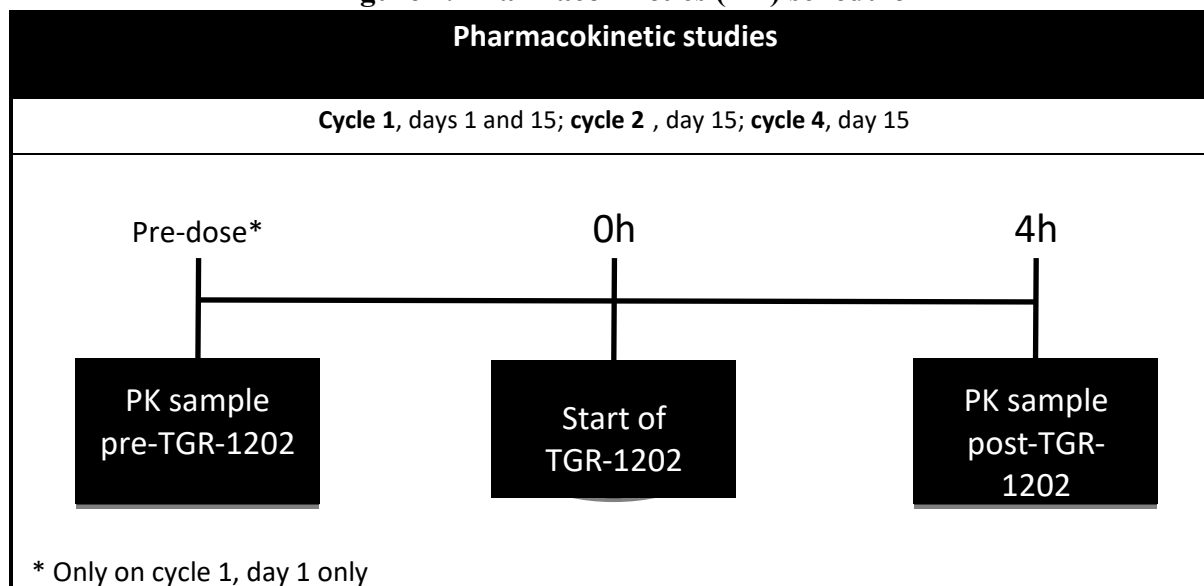 Pharmacokinetic studies
Cycle 1, days 1 and 15; cycle 2 , day 15; cycle 4, day 15
Pre-dose*
0h
4h
PK sample
pre-TGR-1202
Start of
TGR-1202
PK sample
post-TGR-
1202
* Only on cycle 1, day 1 only